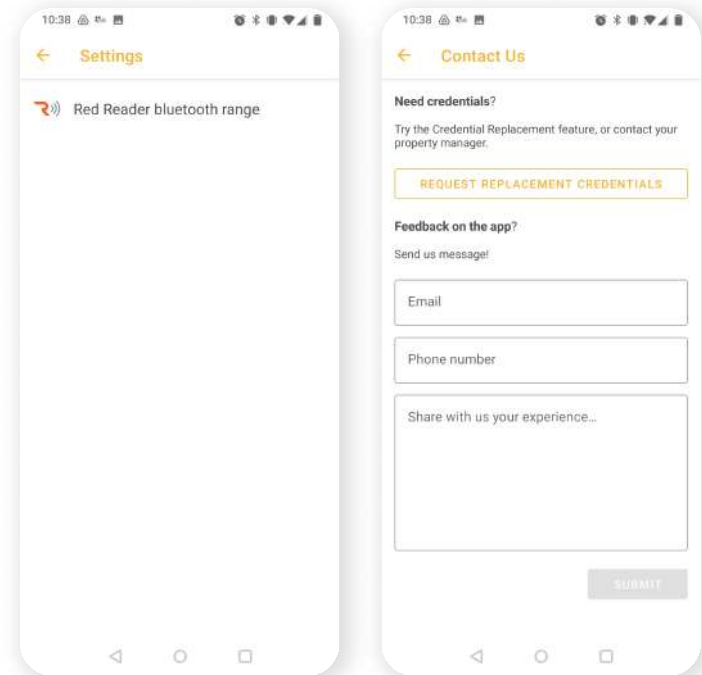 10:38
Settings
Red Reader bluetooth range
10:38
Contact Us
Need credentials?
Try the Credential Replacement feature, or contact your
property manager.
REQUEST REPLACEMENT CREDENTIALS
Feedback on the app?
Send us message!
Email
Phone number
Share with us your experience...
SUBMIT